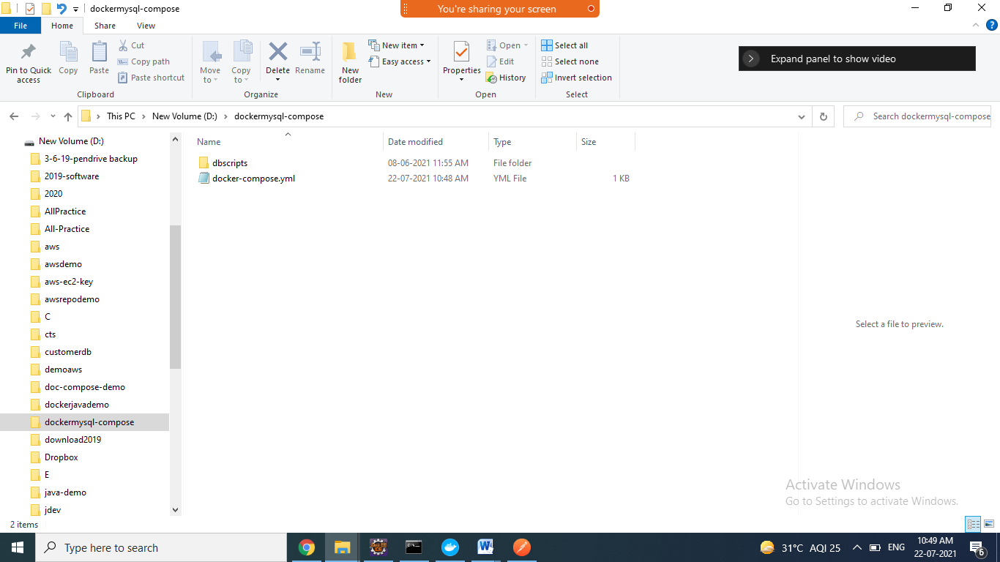 dockermysql-compose
You're sharing your screen
File Home Share View
Pin to Quick access
Copy
Paste
Cut
Copy path
Paste shortcut
Clipboard
Move to
Copy to
Delete
Rename
Organize
New folder
New item
Easy access
New
Properties
Open
Edit
History
Open
Select all
Select none
Invert selection
Select
Expand panel to show video
This PC > New Volume (D:) > dockermysql-compose
Search dockermysql-compose
New Volume (D:)
3-6-19-pendrive backup
2019-software
2020
AllPractice
All-Practice
aws
awsdemo
aws-ec2-key
awsrepodemo
C
cts
customerdb
demoaws
doc-compose-demo
dockerjavademo
dockermysql-compose
download2019
Dropbox
E
java-demo
jdev
Name Date modified Type Size
dbscripts 08-06-2021 11:55 AM File folder
docker-compose.yml 22-07-2021 10:48 AM YML File 1 KB
Select a file to preview.
Activate Windows
Go to Settings to activate Windows.
2 items
Type here to search
31°C AQI 25
ENG
10:49 AM
22-07-2021
6